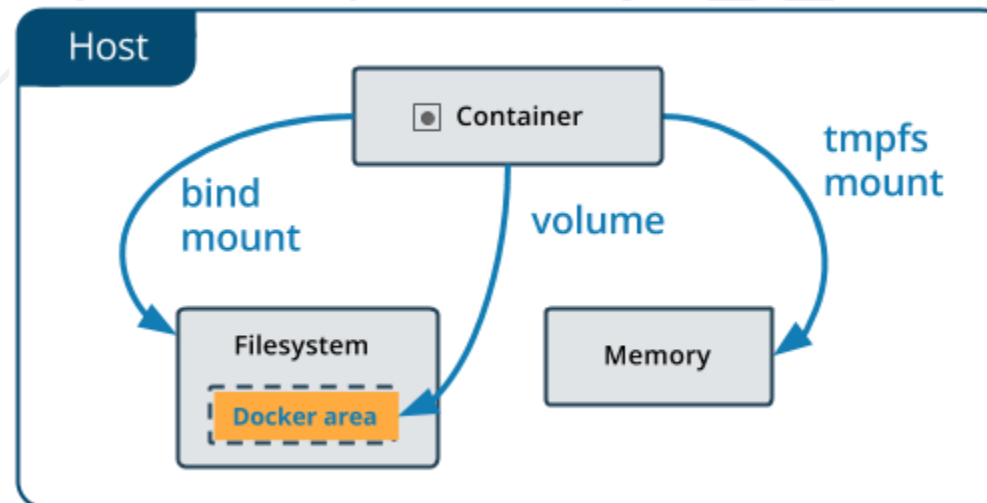 Host
Container
tmpfs
mount
bind
mount
volume
Filesystem
Memory
Docker area